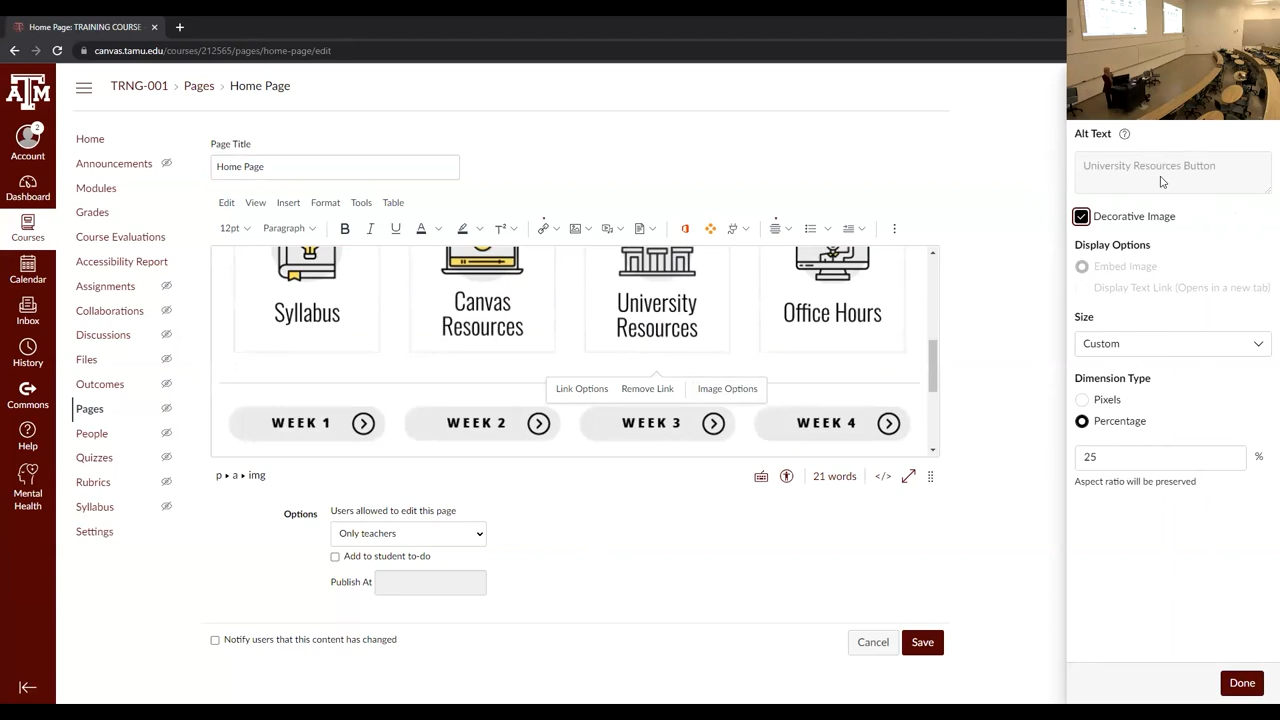 Home Page: TRAINING COURSE
canvas.tamu.edu/courses/212565/pages/home-page/edit
ATM
2
Account
Dashboard
Courses
Calendar
Inbox
History
Commons
Help
Mental
Health
TRNG-001 > Pages > Home Page
Home
Announcements
Modules
Grades
Course Evaluations
Accessibility Report
Assignments
Collaborations
Discussions
Files
Outcomes
Pages
People
Quizzes
Rubrics
Syllabus
Settings
Page Title
Home Page
Edit View Insert Format Tools Table
12pt Paragraph B I U A T²
Syllabus
Canvas
Resources
University
Resources
Office Hours
Link Options Remove Link Image Options
WEEK 1 WEEK 2 WEEK 3 WEEK 4
p ▸ a ▸ img
21 words </>
Options
Users allowed to edit this page
Only teachers
Add to student to-do
Publish At
Notify users that this content has changed
Cancel Save
Alt Text
University Resources Button
Decorative Image
Display Options
Embed Image
Display Text Link (Opens in a new tab)
Size
Custom
Dimension Type
Pixels
Percentage
25 %
Aspect ratio will be preserved
Done